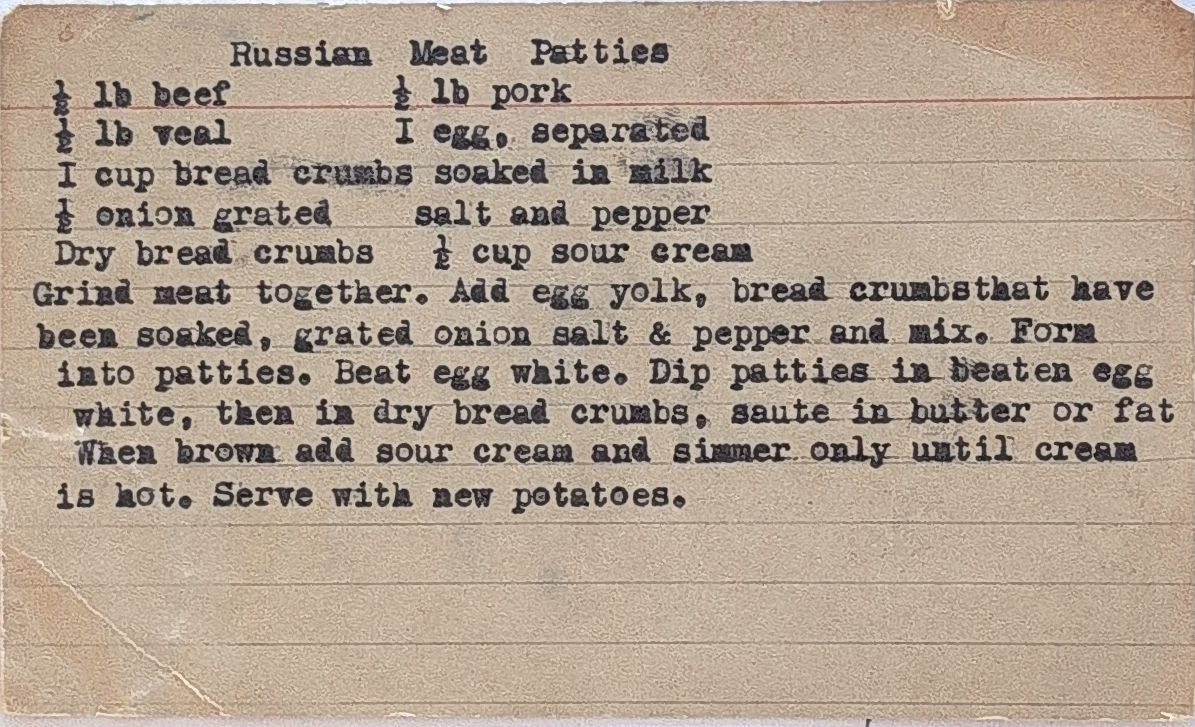 Russian Meat Patties
½ lb beef ½ lb pork
½ lb veal I egg, separated
I cup bread crumbs soaked in milk
½ onion grated salt and pepper
Dry bread crumbs ½ cup sour cream
Grind meat together. Add egg yolk, bread crumbsthat have
been soaked, grated onion salt & pepper and mix. Form
into patties. Beat egg white. Dip patties in beaten egg
white, then in dry bread crumbs, saute in butter or fat
When brown add sour cream and simmer only until cream
is hot. Serve with new potatoes.